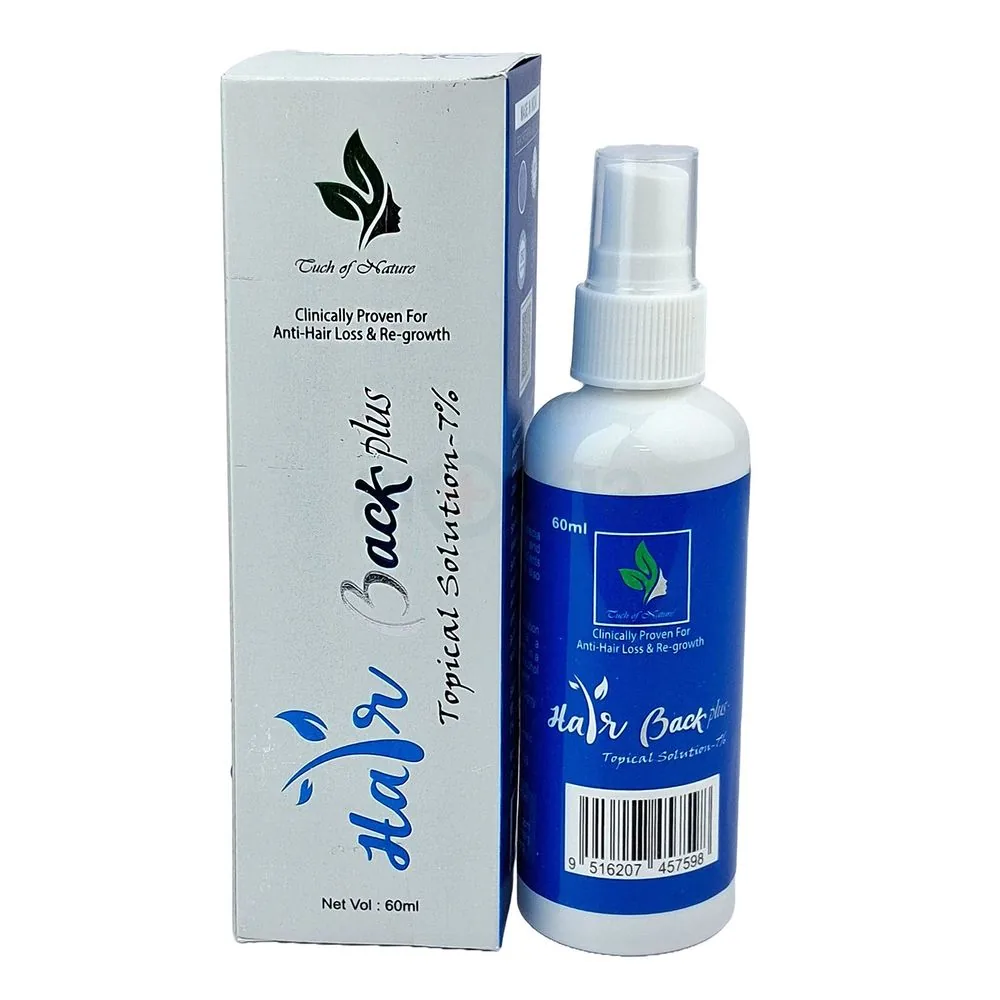 Tuch of Nature
Clinically Proven For
Anti-Hair Loss & Re-growth
Hair Back plus
Topical Solution-7%
Net Vol : 60ml
60ml
Tuch of Nature
Clinically Proven For
Anti-Hair Loss & Re-growth
Hair Back plus
Topical Solution-7%
9 516207 457598